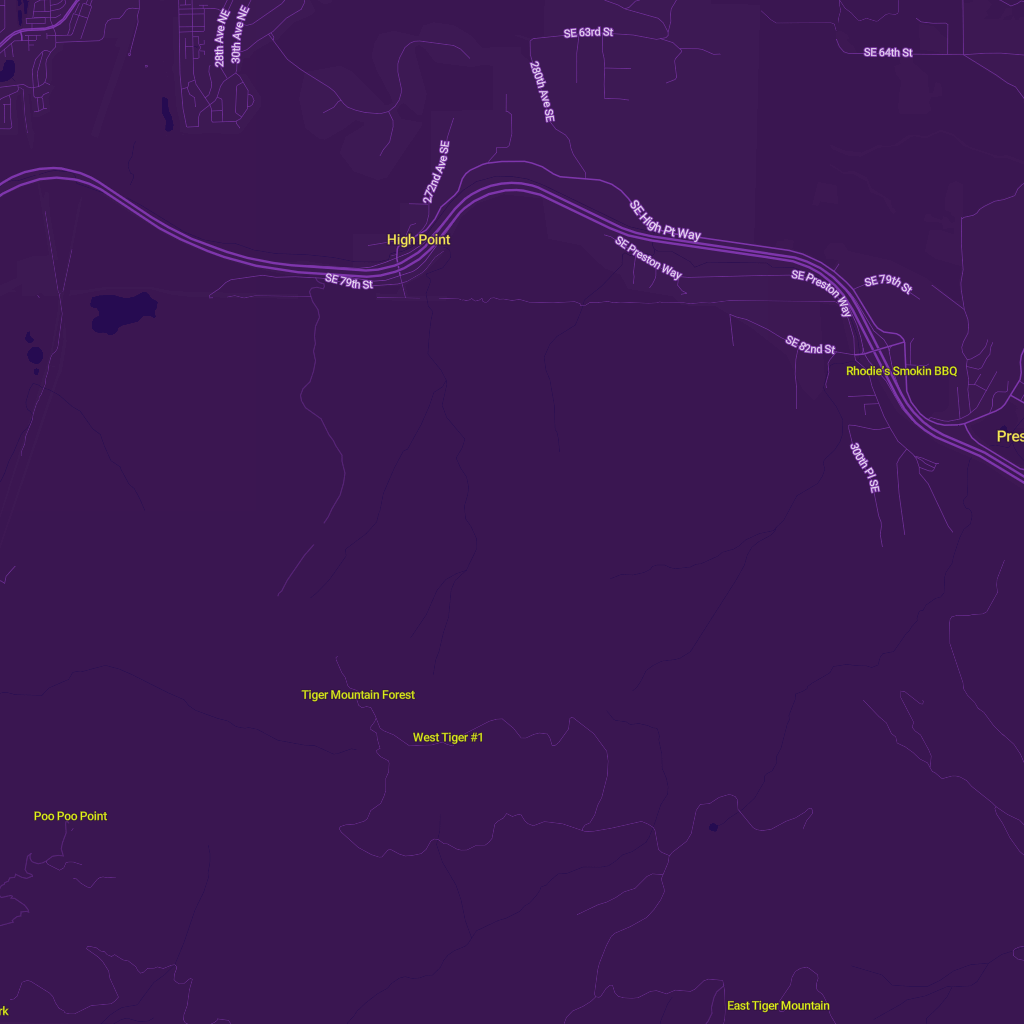 28th Ave NE
30th Ave NE
SE 63rd St
SE 64th St
280th Ave SE
272nd Ave SE
SE High Pt Way
High Point
SE Preston Way
SE 79th St
SE Preston Way
SE 79th St
SE 82nd St
Rhodie's Smokin BBQ
Pres
300th Pl SE
Tiger Mountain Forest
West Tiger #1
Poo Poo Point
East Tiger Mountain
rk